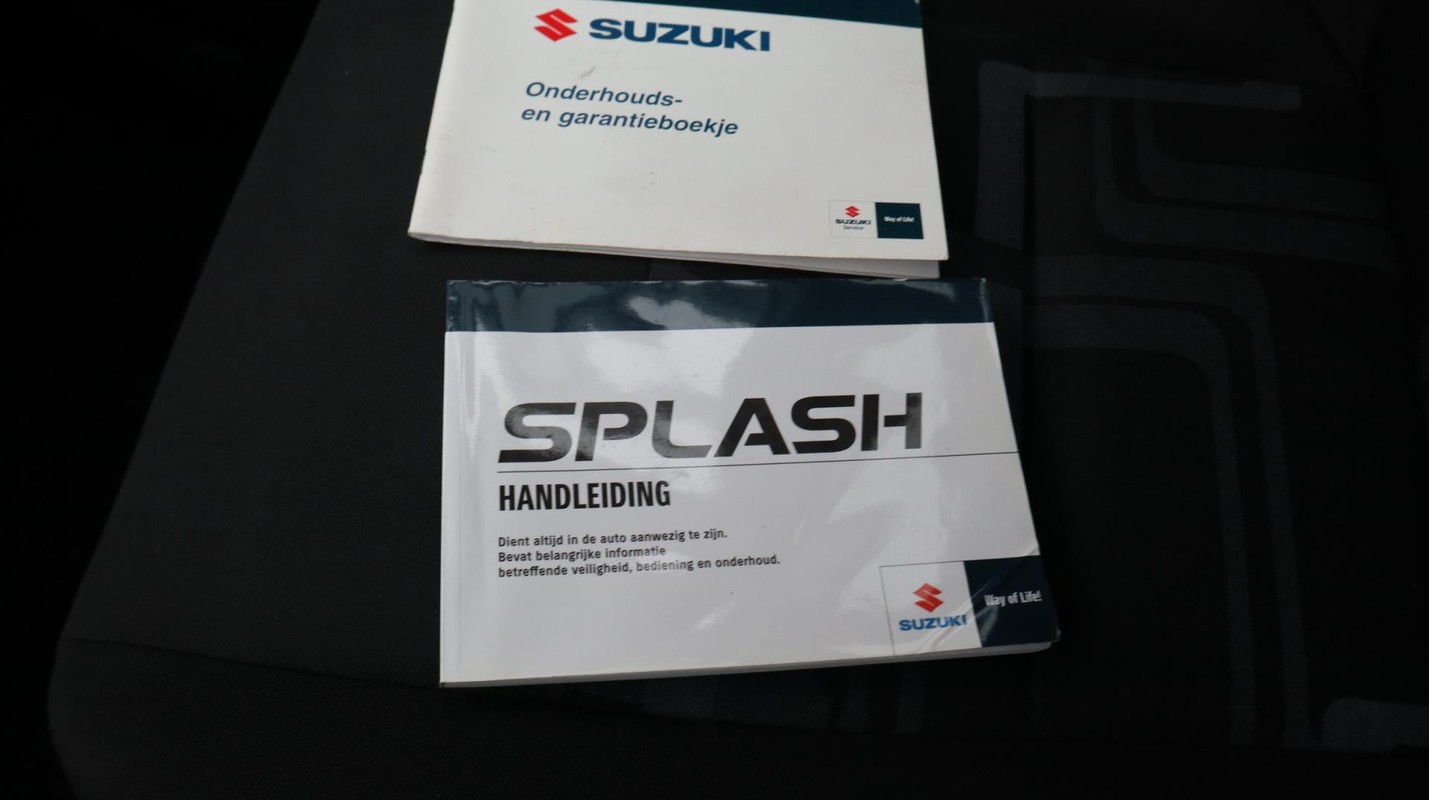 SUZUKI
Onderhouds-
en garantieboekje
SUZUKI
Service
Way of Life!
SPLASH
HANDLEIDING
Dient altijd in de auto aanwezig te zijn.
Bevat belangrijke informatie
betreffende veiligheid, bediening en onderhoud.
SUZUKI
Way of Life!